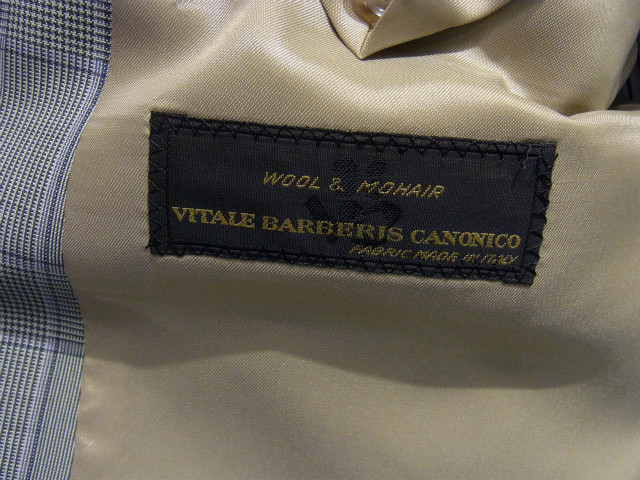 WOOL & MOHAIR
VITALE BARBERIS CANONICO
FABRIC MADE IN ITALY